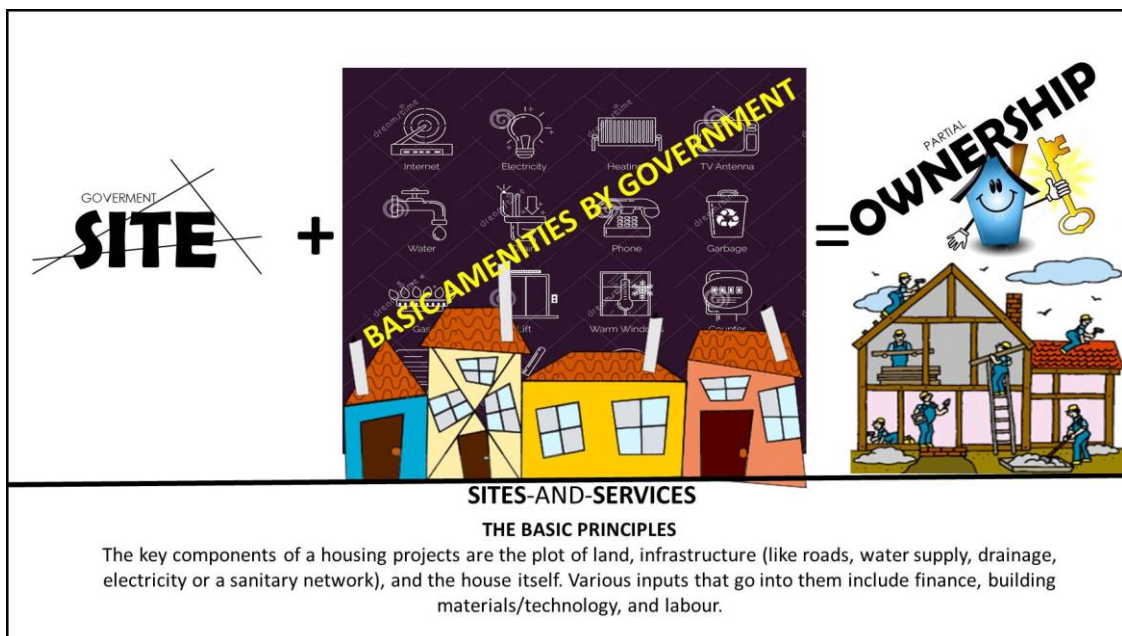 GOVERMENT
SITE
+
BASIC AMENITIES BY GOVERNMENT
dreamstime
Internet
Electricity
Heating
TV Antenna
Water
Phone
Garbage
Gas
Lift
Warm Windows
Counter
=
PARTIAL
OWNERSHIP
SITES-AND-SERVICES
THE BASIC PRINCIPLES
The key components of a housing projects are the plot of land, infrastructure (like roads, water supply, drainage,
electricity or a sanitary network), and the house itself. Various inputs that go into them include finance, building
materials/technology, and labour.